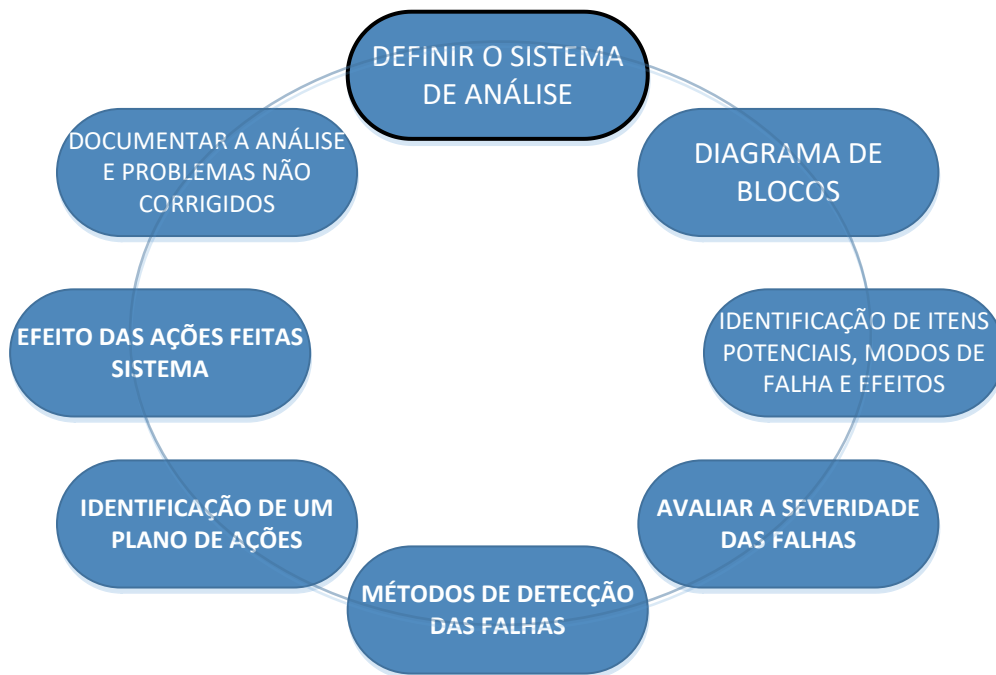 DEFINIR O SISTEMA
DE ANÁLISE
DIAGRAMA DE
BLOCOS
IDENTIFICAÇÃO DE ITENS
POTENCIAIS, MODOS DE
FALHA E EFEITOS
AVALIAR A SEVERIDADE
DAS FALHAS
MÉTODOS DE DETECÇÃO
DAS FALHAS
IDENTIFICAÇÃO DE UM
PLANO DE AÇÕES
EFEITO DAS AÇÕES FEITAS
SISTEMA
DOCUMENTAR A ANÁLISE
E PROBLEMAS NÃO
CORRIGIDOS